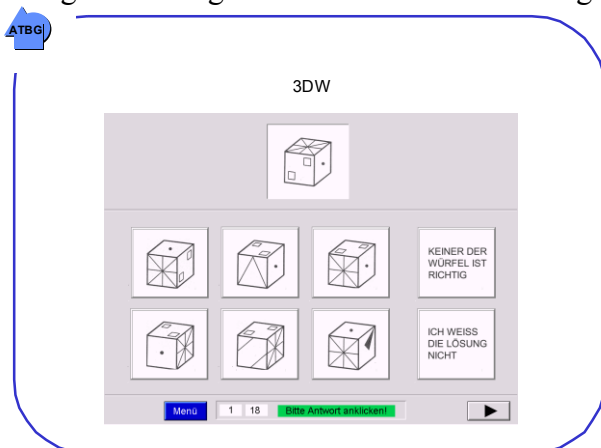 ATBG
3DW
KEINER DER
WÜRFEL IST
RICHTIG
ICH WEISS
DIE LÖSUNG
NICHT
Menü 1 18 Bitte Antwort anklicken!